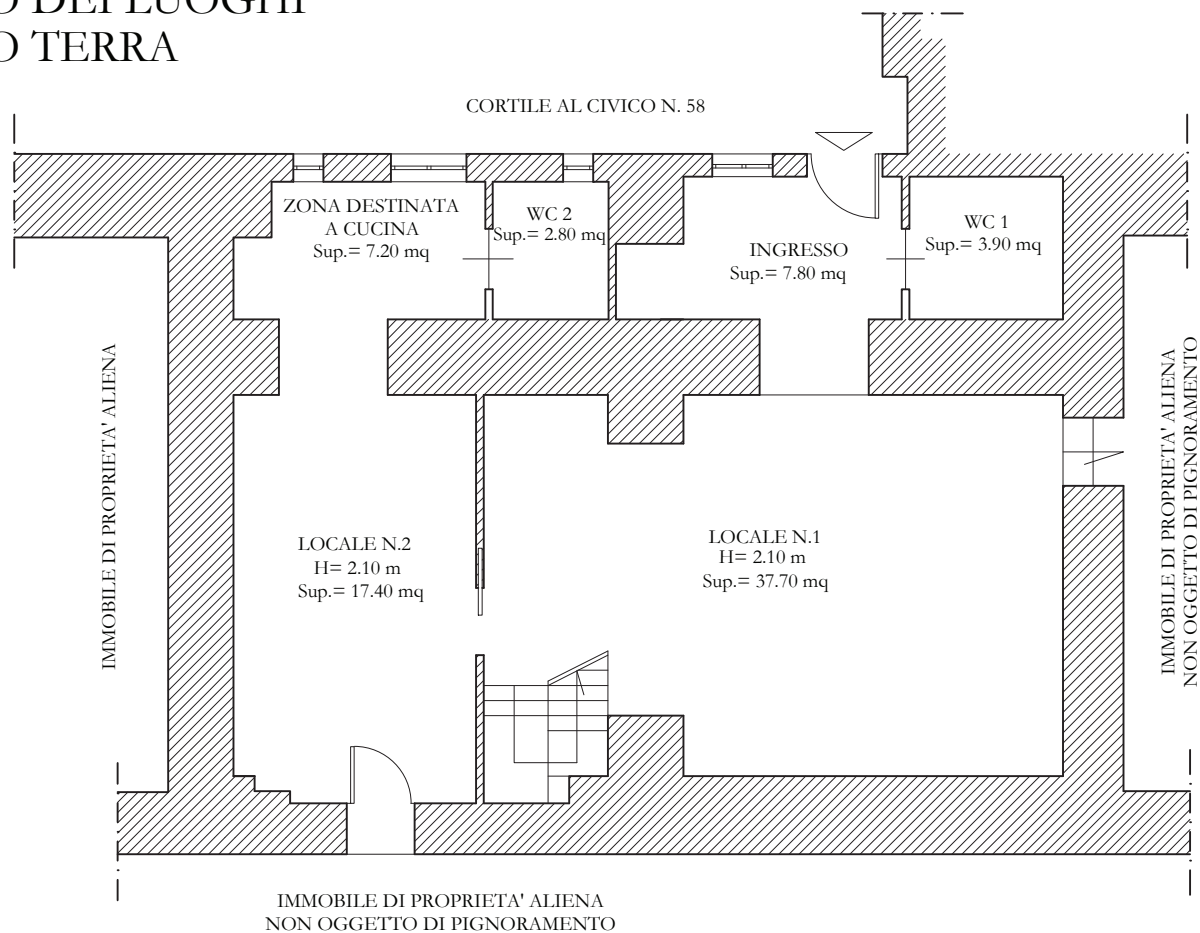 DEI LUOGHI
TERRA
CORTILE AL CIVICO N. 58
ZONA DESTINATA
A CUCINA
Sup.= 7.20 mq
WC 2
Sup.= 2.80 mq
INGRESSO
Sup.= 7.80 mq
WC 1
Sup.= 3.90 mq
IMMOBILE DI PROPRIETA' ALIENA
LOCALE N.2
H= 2.10 m
Sup.= 17.40 mq
LOCALE N.1
H= 2.10 m
Sup.= 37.70 mq
IMMOBILE DI PROPRIETA' ALIENA
NON OGGETTO DI PIGNORAMENTO
IMMOBILE DI PROPRIETA' ALIENA
NON OGGETTO DI PIGNORAMENTO